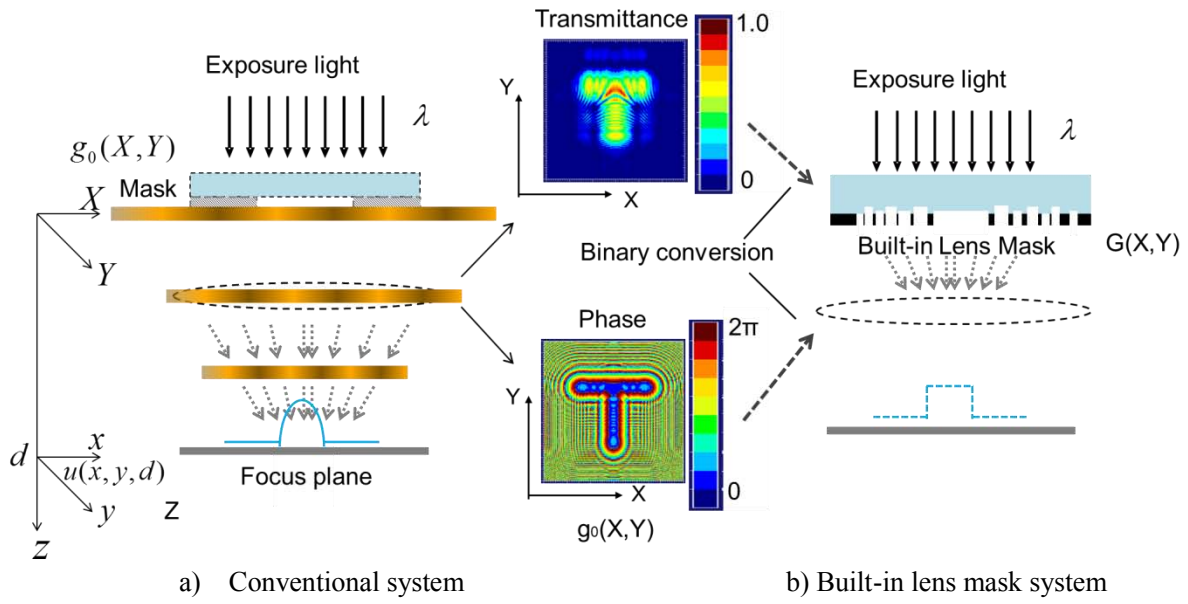 Exposure light
λ
g₀(X,Y)
Mask
X
Y
d
x
u(x,y,d)
y
z
Z
Focus plane
a) Conventional system
Transmittance
1.0
0
Y
X
Binary conversion
Phase
2π
0
Y
X
g₀(X,Y)
Exposure light
λ
Built-in Lens Mask
G(X,Y)
b) Built-in lens mask system